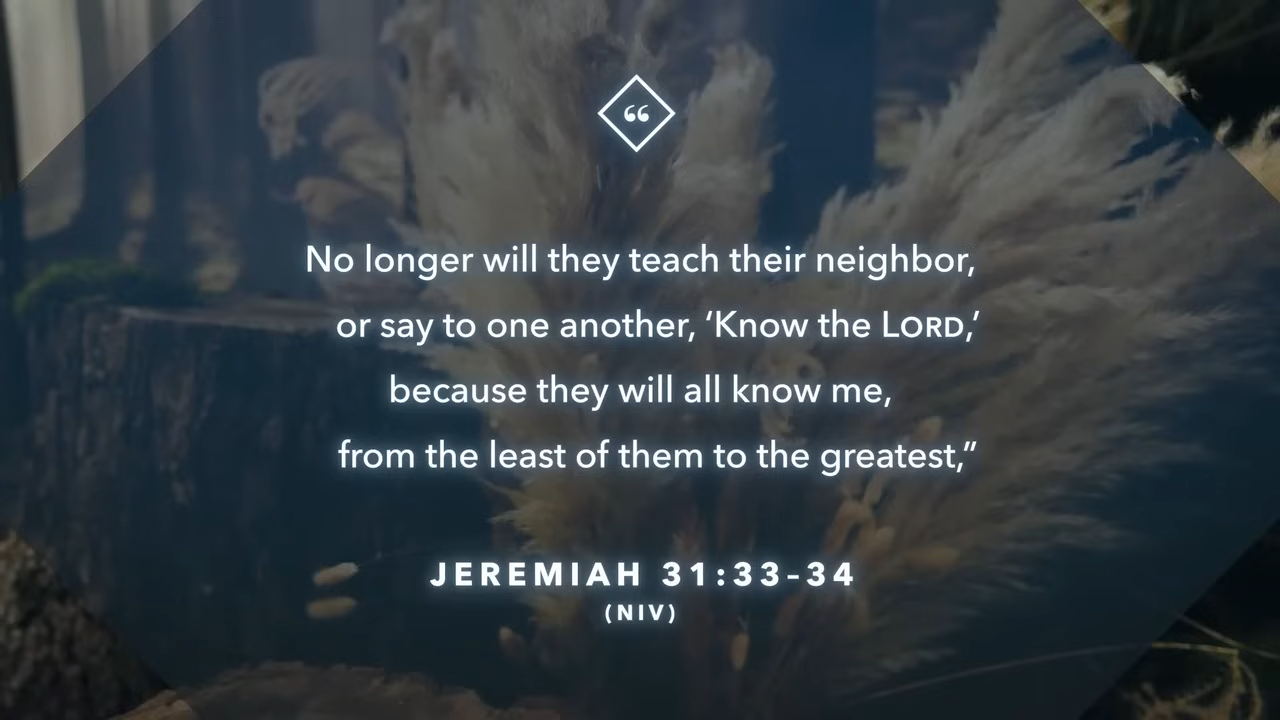 “
No longer will they teach their neighbor,
or say to one another, ‘Know the LORD,’
because they will all know me,
from the least of them to the greatest,”
JEREMIAH 31:33-34
(NIV)